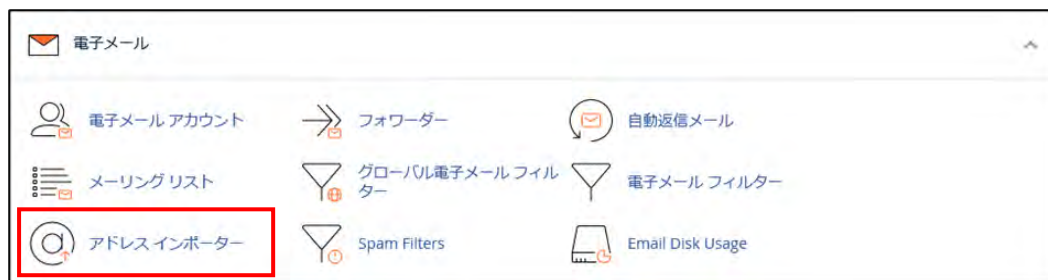 電子メール
電子メール アカウント
フォワーダー
自動返信メール
メーリング リスト
グローバル電子メール フィル
ター
電子メール フィルター
アドレス インポーター
Spam Filters
Email Disk Usage